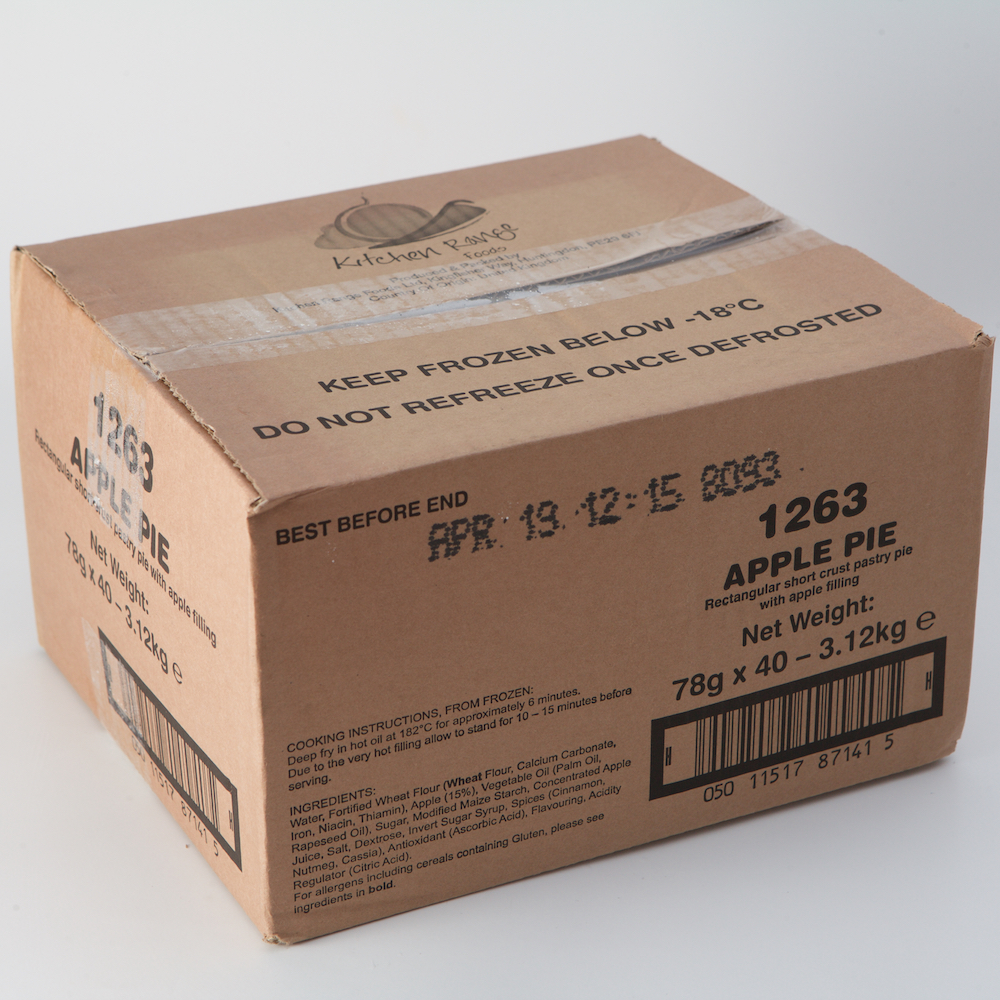 Kitchen Range
Foods
Produced & Packed by
Country Of Origin
KEEP FROZEN BELOW -18°C
DO NOT REFREEZE ONCE DEFROSTED
1263
APPLE PIE
Rectangular short crust pastry pie with apple filling
Net Weight:
78g x 40 – 3.12kg e
11517 87141 5
H
BEST BEFORE END
APR 19 12:15 8093
1263
APPLE PIE
Rectangular short crust pastry pie
with apple filling
Net Weight:
78g x 40 – 3.12kg e
H H
050 11517 87141 5
COOKING INSTRUCTIONS, FROM FROZEN:
Deep fry in hot oil at 182°C for approximately 6 minutes.
Due to the very hot filling allow to stand for 10 – 15 minutes before
serving.
INGREDIENTS:
Water, Fortified Wheat Flour (Wheat Flour, Calcium Carbonate,
Iron, Niacin, Thiamin), Apple (15%), Vegetable Oil (Palm Oil,
Rapeseed Oil), Sugar, Modified Maize Starch, Concentrated Apple
Juice, Salt, Dextrose, Invert Sugar Syrup, Spices (Cinnamon,
Nutmeg, Cassia), Antioxidant (Ascorbic Acid), Flavouring, Acidity
Regulator (Citric Acid).
For allergens including cereals containing Gluten, please see
ingredients in bold.